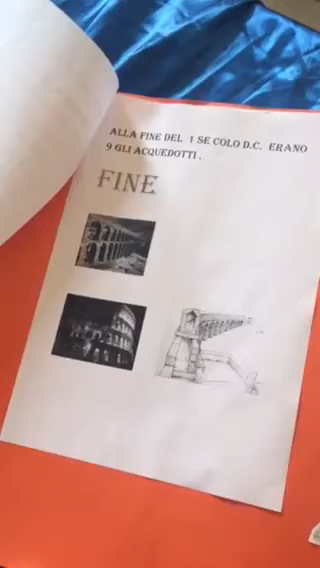 ALLA FINE DEL 1 SE COLO D.C. ERANO
9 GLI ACQUEDOTTI .
FINE